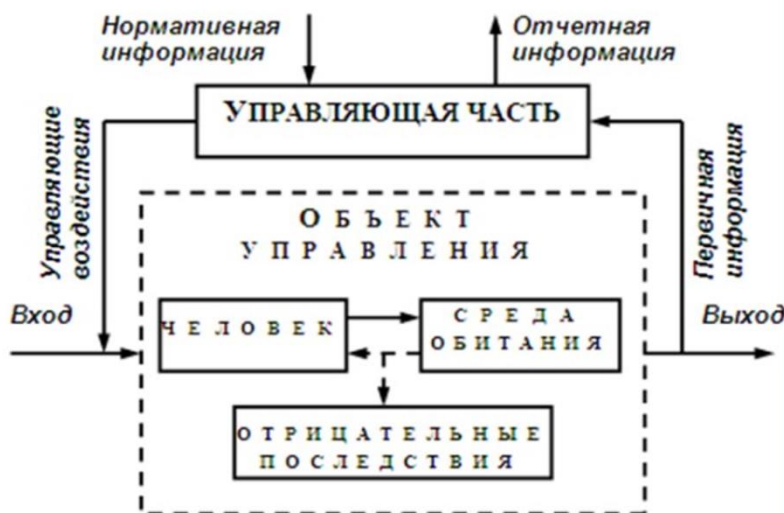 Нормативная
информация
Отчетная
информация
УПРАВЛЯЮЩАЯ ЧАСТЬ
Управляющие
воздействия
Первичная
информация
ОБЪЕКТ
УПРАВЛЕНИЯ
Вход
ЧЕЛОВЕК
СРЕДА
ОБИТАНИЯ
Выход
ОТРИЦАТЕЛЬНЫЕ
ПОСЛЕДСТВИЯ